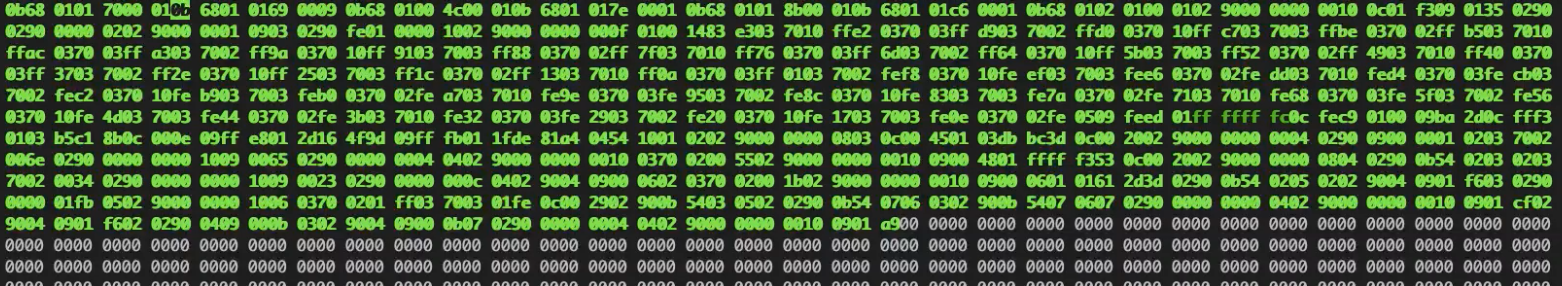 0b68 0101 7000 010b 6801 0169 0009 0b68 0100 4c00 010b 6801 017e 0001 0b68 0101 8b00 010b 6801 01c6 0001 0b68 0102 0100 0102 9000 0000 0010 0c01 f309 0135 0290
0290 0000 0202 9000 0001 0903 0290 fe01 0000 1002 9000 0000 000f 0100 1483 e303 7010 ffe2 0370 03ff d903 7002 ffd0 0370 10ff c703 7003 ffbe 0370 02ff b503 7010
ffac 0370 03ff a303 7002 ff9a 0370 10ff 9103 7003 ff88 0370 02ff 7f03 7010 ff76 0370 03ff 6d03 7002 ff64 0370 10ff 5b03 7003 ff52 0370 02ff 4903 7010 ff40 0370
03ff 3703 7002 ff2e 0370 10ff 2503 7003 ff1c 0370 02ff 1303 7010 ff0a 0370 03ff 0103 7002 fef8 0370 10fe ef03 7003 fee6 0370 02fe dd03 7010 fed4 0370 03fe cb03
7002 fec2 0370 10fe b903 7003 feb0 0370 02fe a703 7010 fe9e 0370 03fe 9503 7002 fe8c 0370 10fe 8303 7003 fe7a 0370 02fe 7103 7010 fe68 0370 03fe 5f03 7002 fe56
0370 10fe 4d03 7003 fe44 0370 02fe 3b03 7010 fe32 0370 03fe 2903 7002 fe20 0370 10fe 1703 7003 fe0e 0370 02fe 0509 feed 01ff ffff fc0c fec9 0100 09ba 2d0c fff3
0103 b5c1 8b0c 000e 09ff e801 2d16 4f9d 09ff fb01 1fde 81a4 0454 1001 0202 9000 0000 0803 0c00 4501 03db bc3d 0c00 2002 9000 0000 0004 0290 0900 0001 0203 7002
006e 0290 0000 0000 1009 0065 0290 0000 0004 0402 9000 0000 0010 0370 0200 5502 9000 0000 0010 0900 4801 ffff f353 0c00 2002 9000 0000 0804 0290 0b54 0203 0203
7002 0034 0290 0000 0000 1009 0023 0290 0000 000c 0402 9004 0900 0602 0370 0200 1b02 9000 0000 0010 0900 0601 0161 2d3d 0290 0b54 0205 0202 9004 0901 f603 0290
0000 01fb 0502 9000 0000 1006 0370 0201 ff03 7003 01fe 0c00 2902 900b 5403 0502 0290 0b54 0706 0302 900b 5407 0607 0290 0000 0000 0402 9000 0000 0010 0901 cf02
9004 0901 f602 0290 0409 000b 0302 9004 0900 0b07 0290 0000 0004 0402 9000 0000 0010 0901 a900 0000 0000 0000 0000 0000 0000 0000 0000 0000 0000 0000 0000 0000
0000 0000 0000 0000 0000 0000 0000 0000 0000 0000 0000 0000 0000 0000 0000 0000 0000 0000 0000 0000 0000 0000 0000 0000 0000 0000 0000 0000 0000 0000 0000 0000
0000 0000 0000 0000 0000 0000 0000 0000 0000 0000 0000 0000 0000 0000 0000 0000 0000 0000 0000 0000 0000 0000 0000 0000 0000 0000 0000 0000 0000 0000 0000 0000